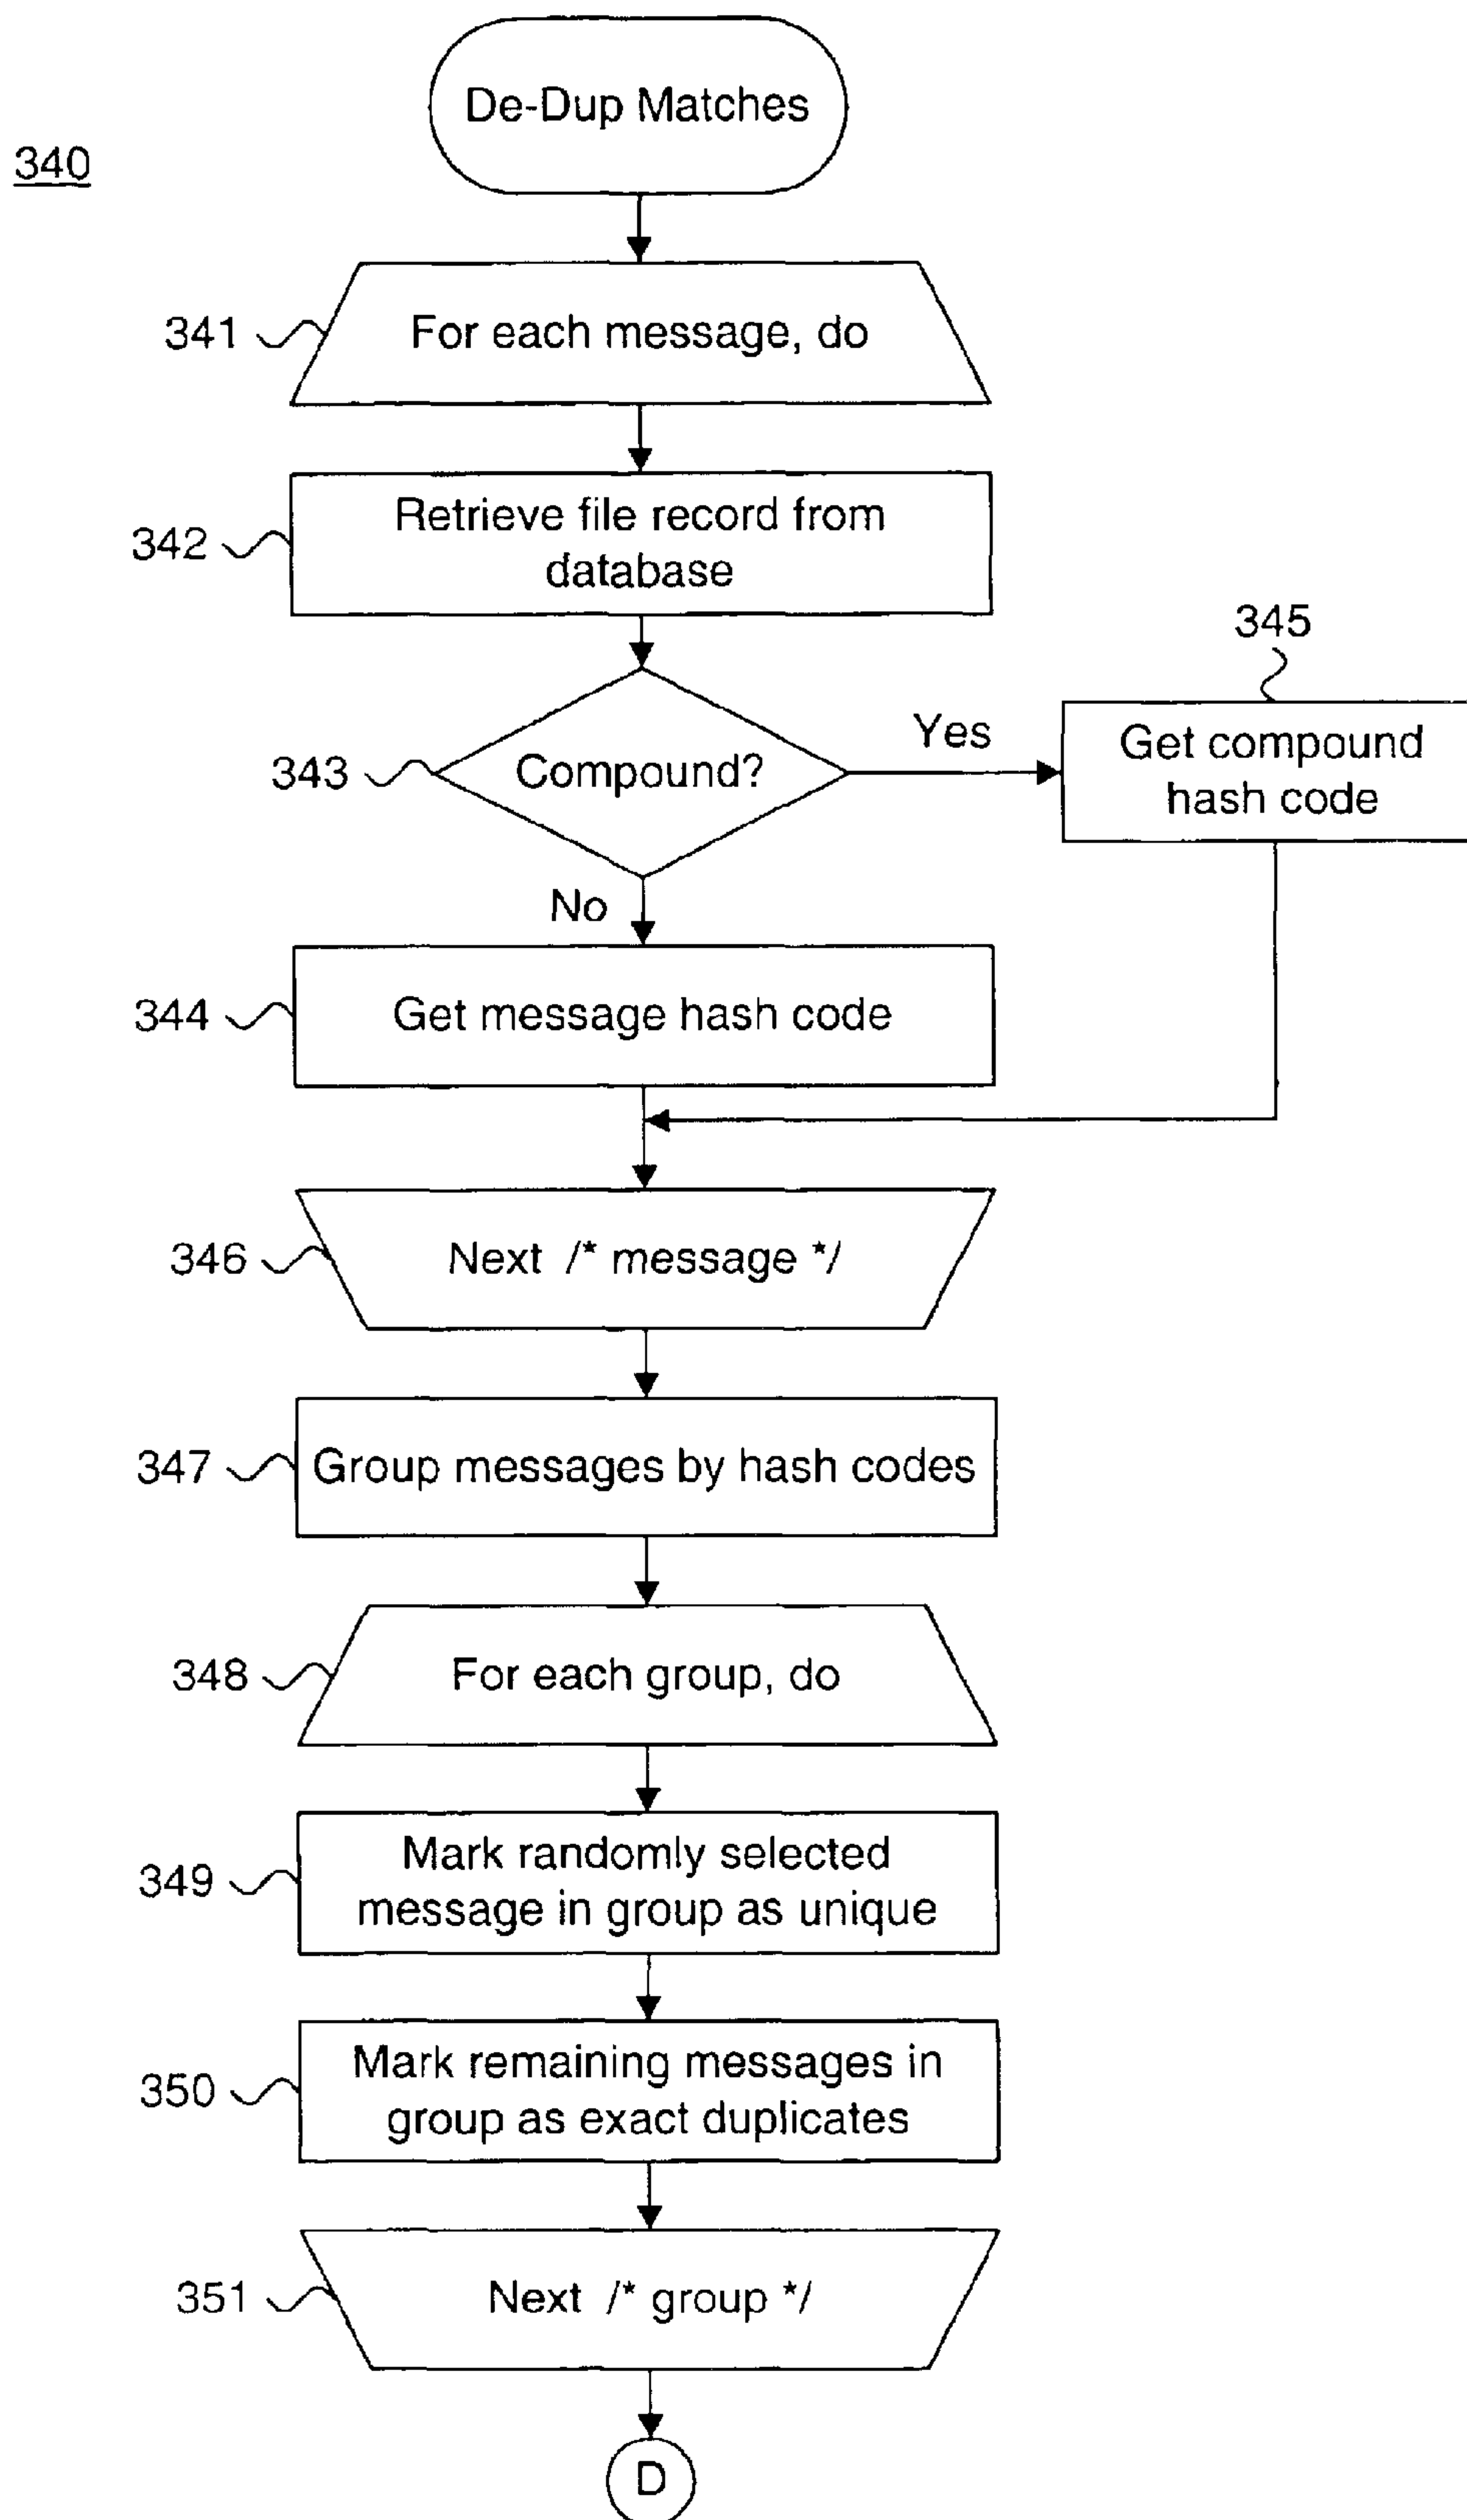 De-Dup Matches
340
341
For each message, do
342
Retrieve file record from
database
345
343
Compound?
Yes
Get compound
hash code
No
344
Get message hash code
346
Next /* message */
347
Group messages by hash codes
348
For each group, do
349
Mark randomly selected
message in group as unique
350
Mark remaining messages in
group as exact duplicates
351
Next /* group */
D